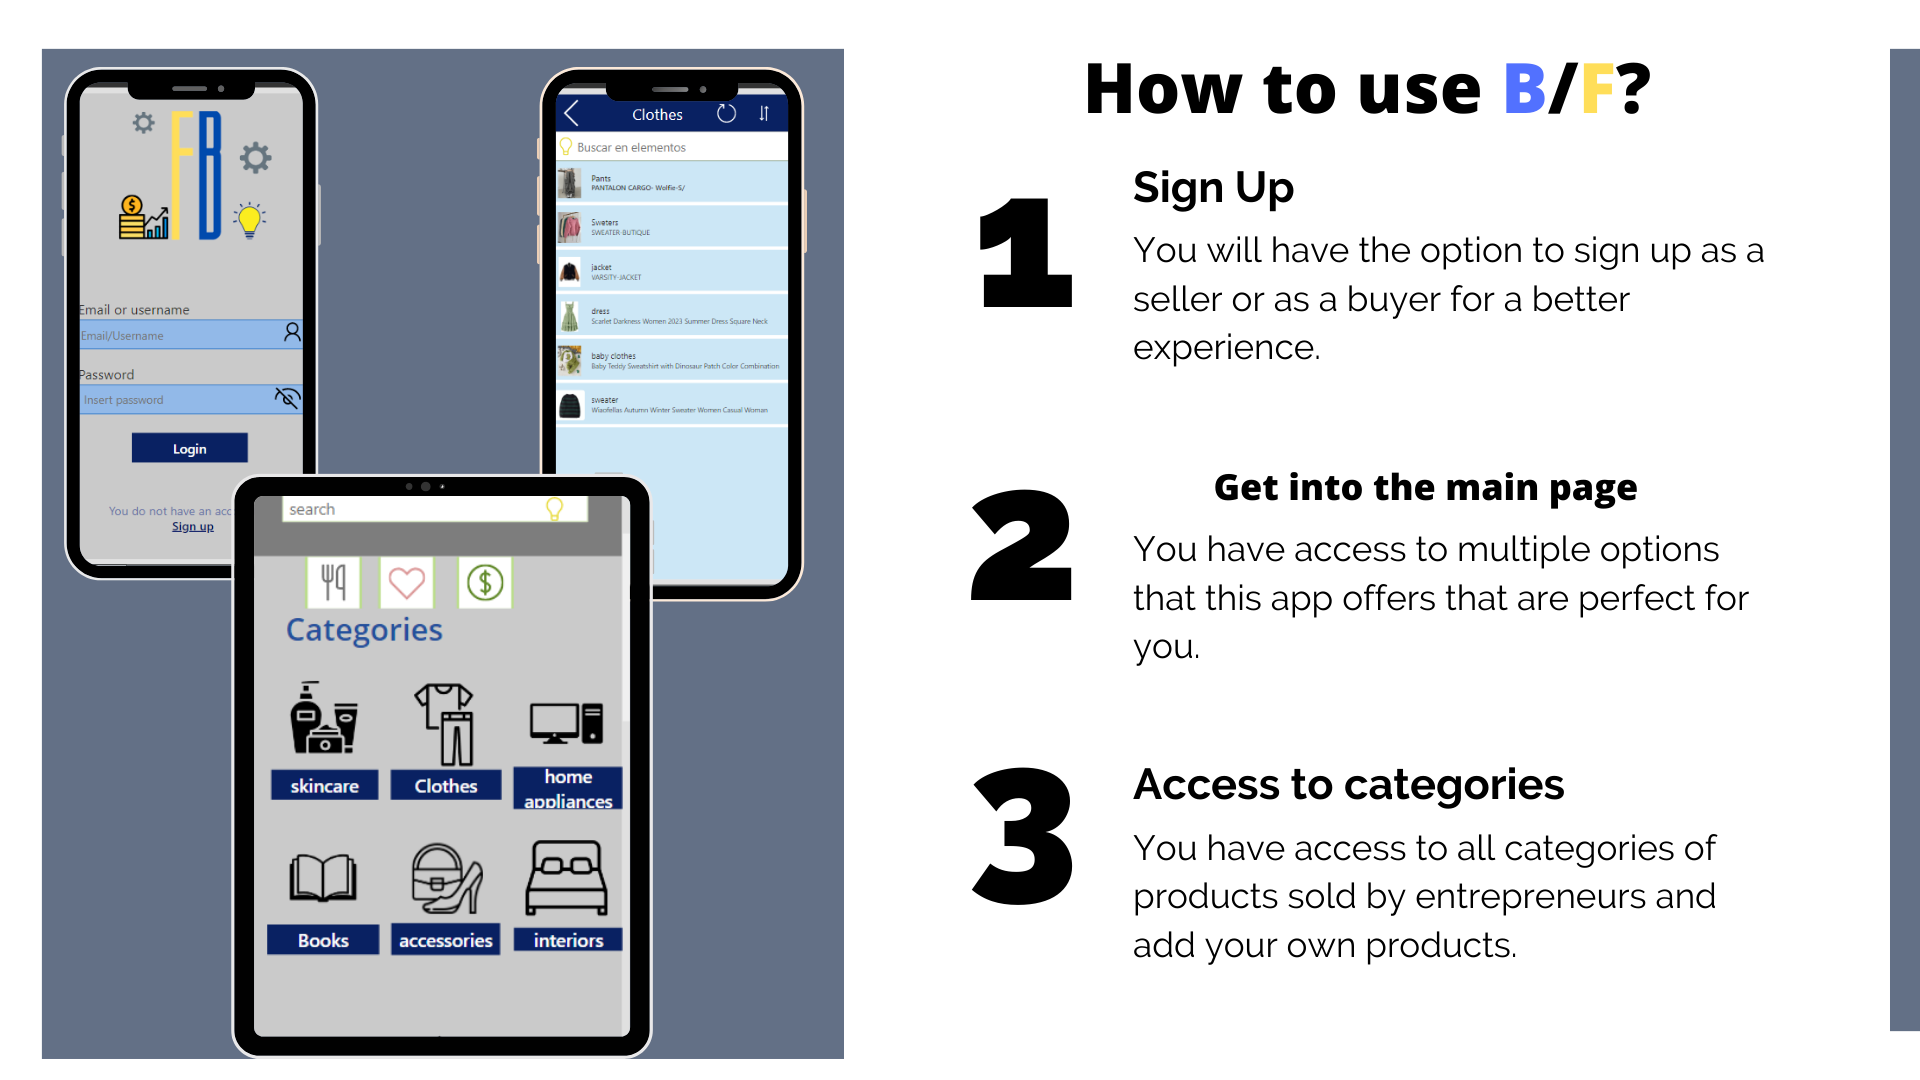 FB
Email or username
Email/Username
Password
Insert password
Login
You do not have an acc
Sign up
Clothes
Buscar en elementos
Pants
PANTALON CARGO- Wolfie-S/
Sweters
SWEATER-BUTIQUE
jacket
VARSITY-JACKET
dress
Scarlet Darkness Women 2023 Summer Dress Square Neck
baby clothes
Baby Teddy Sweatshirt with Dinosaur Patch Color Combination
sweater
Wiaofellas Autumn Winter Sweater Women Casual Woman
search
Categories
skincare
Clothes
home
appliances
Books
accessories
interiors
How to use B/F?
1
Sign Up
You will have the option to sign up as a
seller or as a buyer for a better
experience.
2
Get into the main page
You have access to multiple options
that this app offers that are perfect for
you.
3
Access to categories
You have access to all categories of
products sold by entrepreneurs and
add your own products.